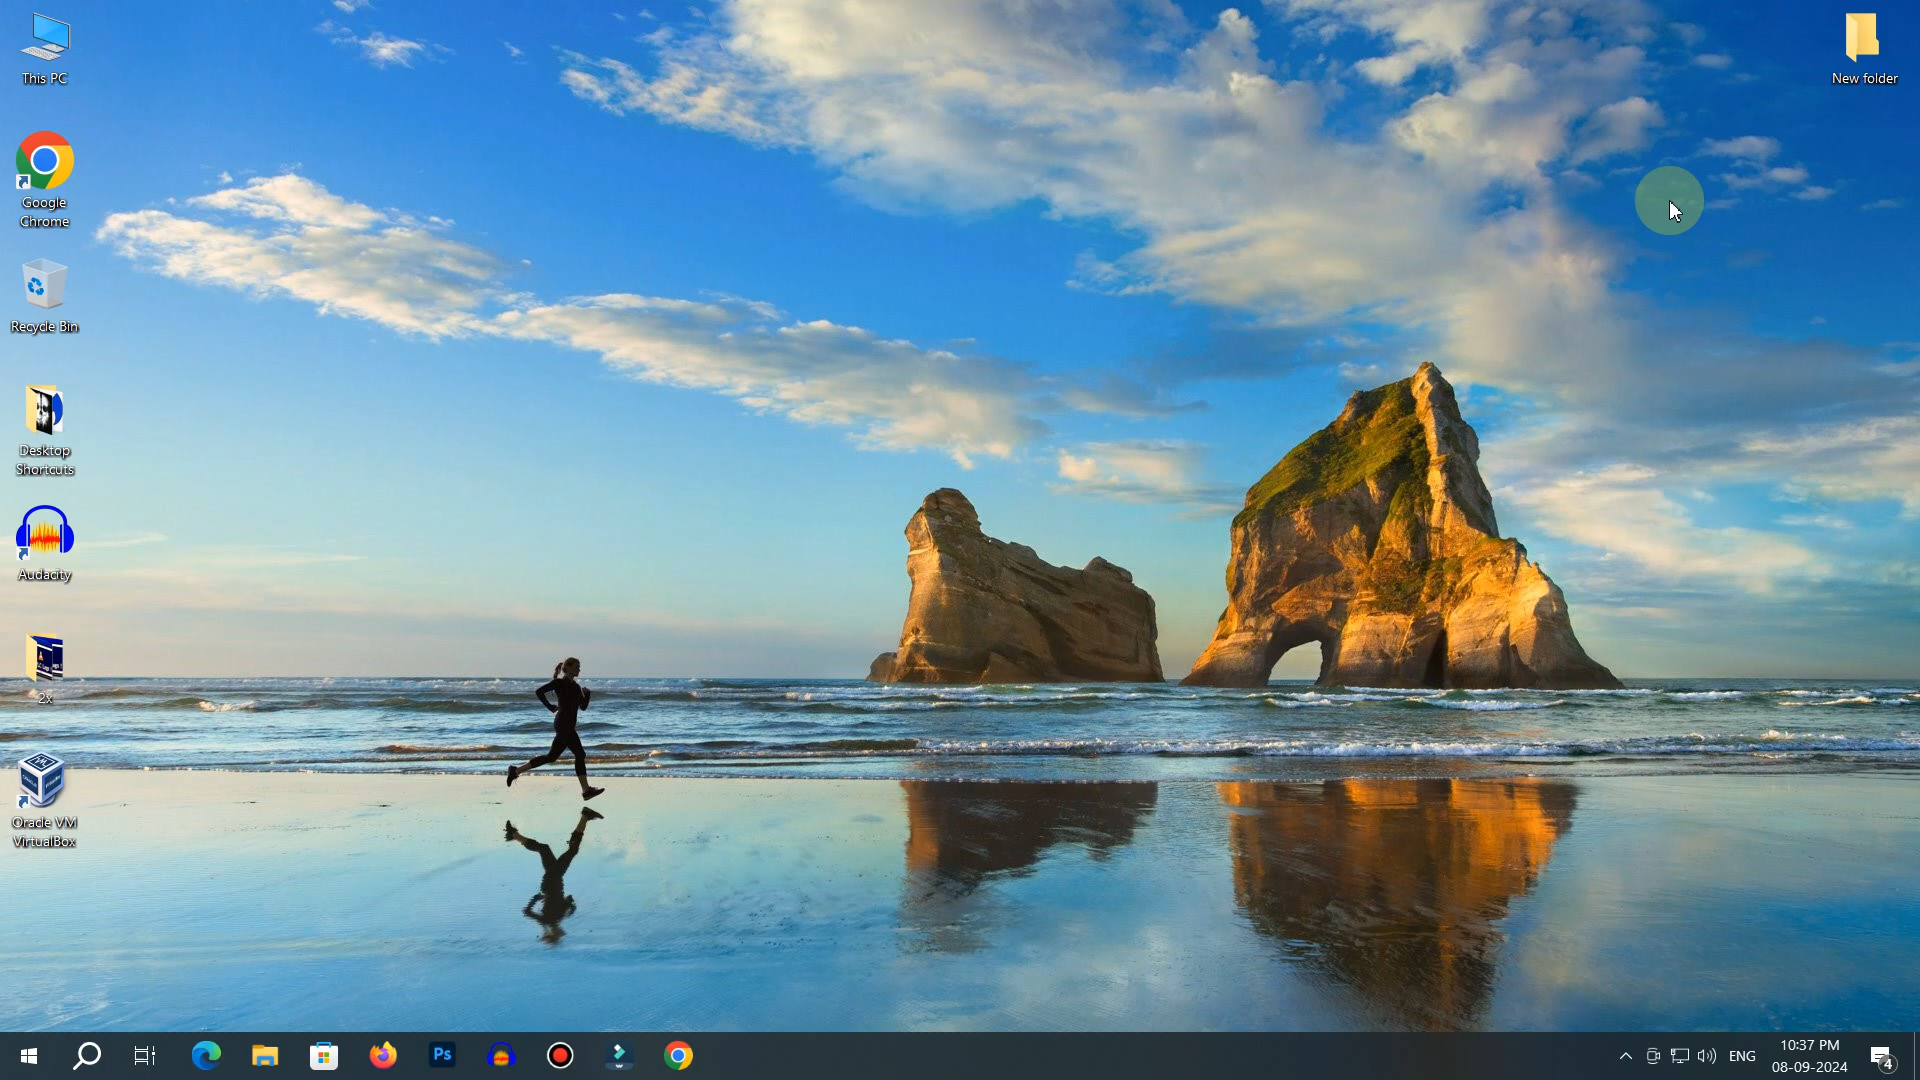 This PC
Google
Chrome
Recycle Bin
Desktop
Shortcuts
Audacity
2x
Oracle VM
VirtualBox
New folder
Ps
ENG
10:37 PM
08-09-2024
4